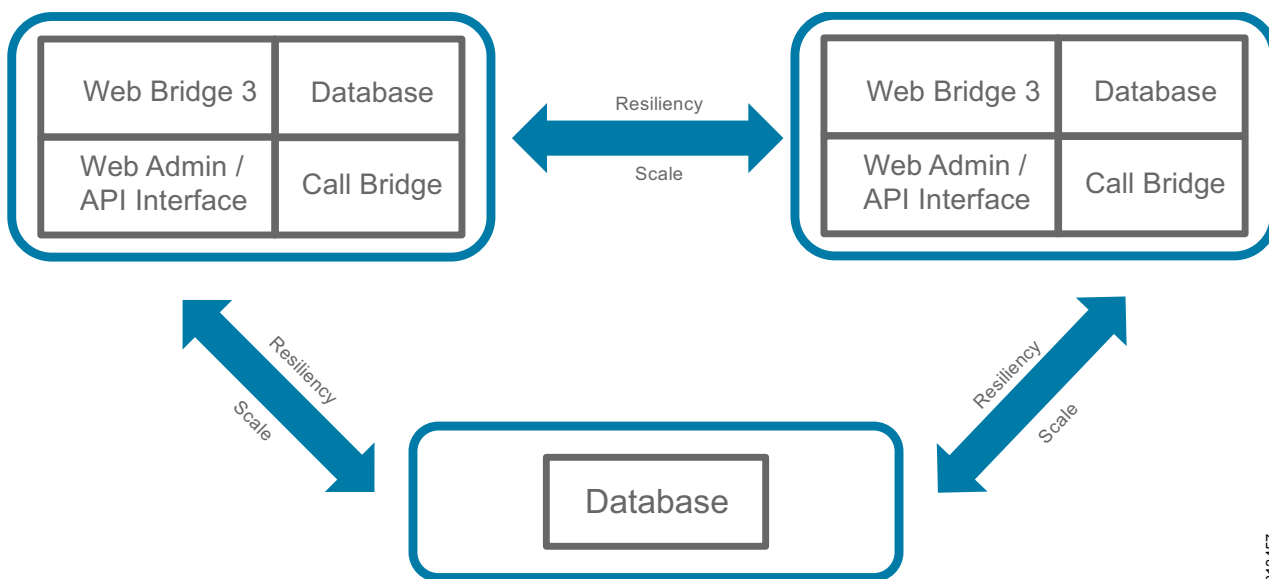 Web Bridge 3
Database
Web Admin /
API Interface
Call Bridge
Resiliency
Scale
Web Bridge 3
Database
Web Admin /
API Interface
Call Bridge
Resiliency
Scale
Resiliency
Scale
Database